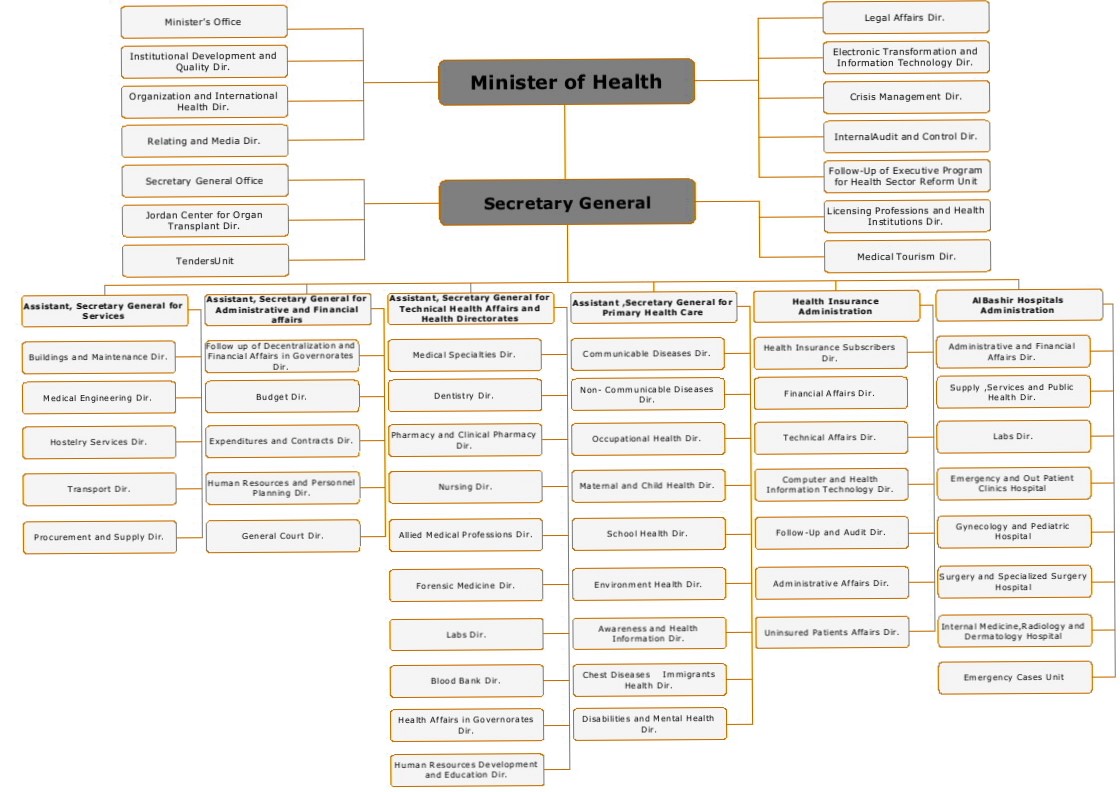 Minister's Office
Institutional Development and
Quality Dir.
Organization and International
Health Dir.
Relating and Media Dir.
Minister of Health
Legal Affairs Dir.
Electronic Transformation and
Information Technology Dir.
Crisis Management Dir.
InternalAudit and Control Dir.
Follow-Up of Executive Program
for Health Sector Reform Unit
Secretary General Office
Jordan Center for Organ
Transplant Dir.
TendersUnit
Secretary General
Licensing Professions and Health
Institutions Dir.
Medical Tourism Dir.
Assistant, Secretary General for
Services
Buildings and Maintenance Dir.
Medical Engineering Dir.
Hostelry Services Dir.
Transport Dir.
Procurement and Supply Dir.
Assistant, Secretary General for
Administrative and Financial
affairs
Follow up of Decentralization and
Financial Affairs in Governorates
Dir.
Budget Dir.
Expenditures and Contracts Dir.
Human Resources and Personnel
Planning Dir.
General Court Dir.
Assistant, Secretary General for
Technical Health Affairs and
Health Directorates
Medical Specialties Dir.
Dentistry Dir.
Pharmacy and Clinical Pharmacy
Dir.
Nursing Dir.
Allied Medical Professions Dir.
Forensic Medicine Dir.
Labs Dir.
Blood Bank Dir.
Health Affairs in Governorates
Dir.
Human Resources Development
and Education Dir.
Assistant ,Secretary General for
Primary Health Care
Communicable Diseases Dir.
Non- Communicable Diseases
Dir.
Occupational Health Dir.
Maternal and Child Health Dir.
School Health Dir.
Environment Health Dir.
Awareness and Health
Information Dir.
Chest Diseases Immigrants
Health Dir.
Disabilities and Mental Health
Dir.
Health Insurance
Administration
Health Insurance Subscribers
Dir.
Financial Affairs Dir.
Technical Affairs Dir.
Computer and Health
Information Technology Dir.
Follow-Up and Audit Dir.
Administrative Affairs Dir.
Uninsured Patients Affairs Dir.
AlBashir Hospitals
Administration
Administrative and Financial
Affairs Dir.
Supply ,Services and Public
Health Dir.
Labs Dir.
Emergency and Out Patient
Clinics Hospital
Gynecology and Pediatric
Hospital
Surgery and Specialized Surgery
Hospital
Internal Medicine,Radiology and
Dermatology Hospital
Emergency Cases Unit